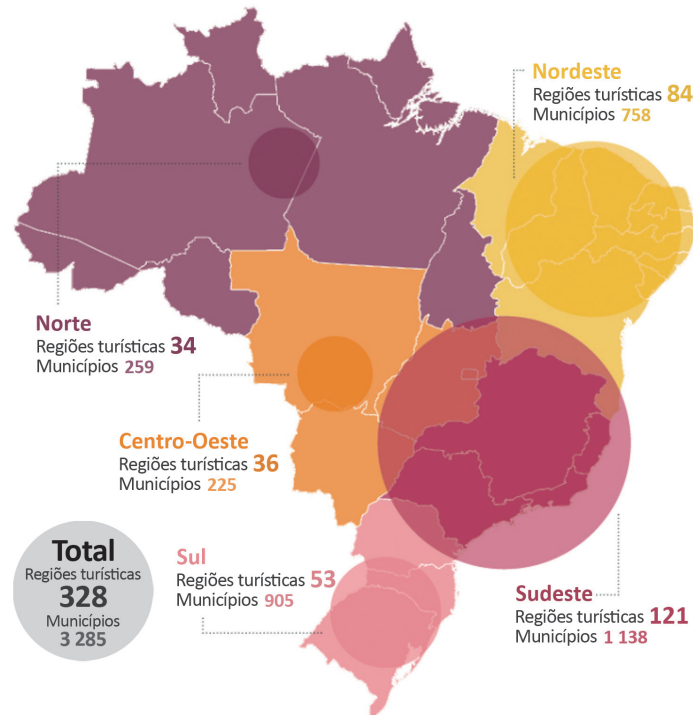 Nordeste
Regiões turísticas 84
Municípios 758
Norte
Regiões turísticas 34
Municípios 259
Centro-Oeste
Regiões turísticas 36
Municípios 225
Total
Regiões turísticas
328
Municípios
3 285
Sul
Regiões turísticas 53
Municípios 905
Sudeste
Regiões turísticas 121
Municípios 1 138